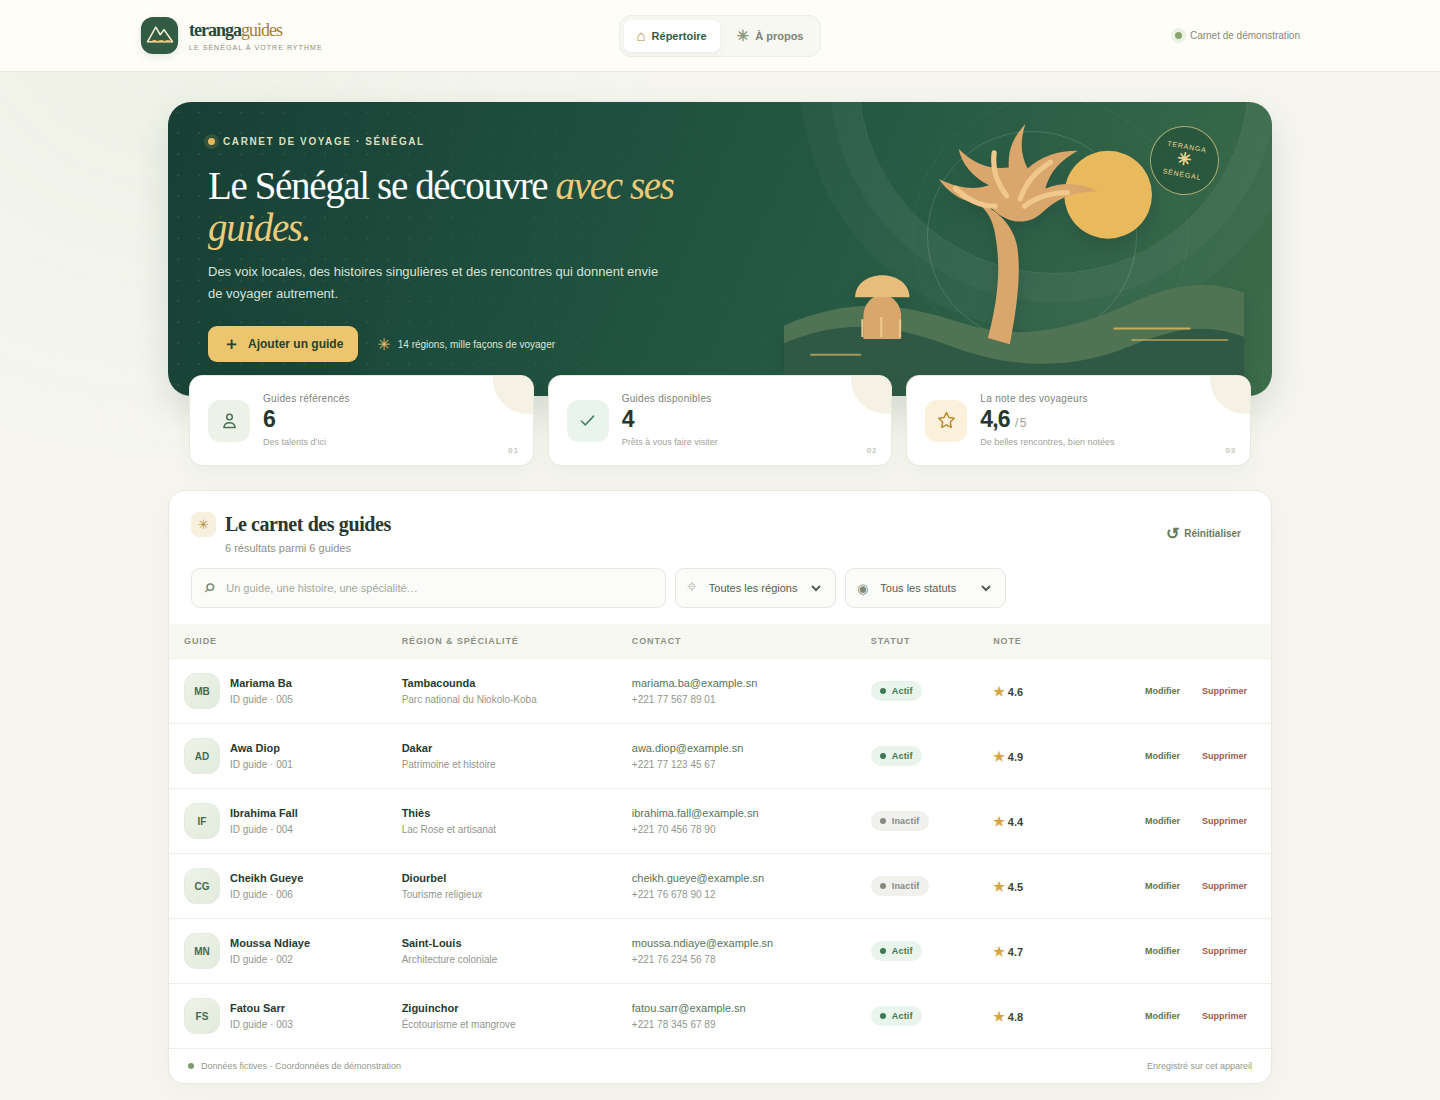 terangaguides
LE SÉNÉGAL À VOTRE RYTHME
Répertoire
À propos
Carnet de démonstration
CARNET DE VOYAGE · SÉNÉGAL
Le Sénégal se découvre avec ses
guides.
Des voix locales, des histoires singulières et des rencontres qui donnent envie
de voyager autrement.
+ Ajouter un guide
14 régions, mille façons de voyager
TERANGA
SÉNÉGAL
Guides référencés
6
Des talents d'ici
01
Guides disponibles
4
Prêts à vous faire visiter
02
La note des voyageurs
4,6 /5
De belles rencontres, bien notées
03
Le carnet des guides
6 résultats parmi 6 guides
Réinitialiser
Un guide, une histoire, une spécialité…
Toutes les régions
Tous les statuts
GUIDE RÉGION & SPÉCIALITÉ CONTACT STATUT NOTE
MB Mariama Ba Tambacounda mariama.ba@example.sn Actif ★ 4.6 Modifier Supprimer
ID guide · 005 Parc national du Niokolo-Koba +221 77 567 89 01
AD Awa Diop Dakar awa.diop@example.sn Actif ★ 4.9 Modifier Supprimer
ID guide · 001 Patrimoine et histoire +221 77 123 45 67
IF Ibrahima Fall Thiès ibrahima.fall@example.sn Inactif ★ 4.4 Modifier Supprimer
ID guide · 004 Lac Rose et artisanat +221 70 456 78 90
CG Cheikh Gueye Diourbel cheikh.gueye@example.sn Inactif ★ 4.5 Modifier Supprimer
ID guide · 006 Tourisme religieux +221 76 678 90 12
MN Moussa Ndiaye Saint-Louis moussa.ndiaye@example.sn Actif ★ 4.7 Modifier Supprimer
ID guide · 002 Architecture coloniale +221 76 234 56 78
FS Fatou Sarr Ziguinchor fatou.sarr@example.sn Actif ★ 4.8 Modifier Supprimer
ID guide · 003 Écotourisme et mangrove +221 78 345 67 89
Données fictives · Coordonnées de démonstration
Enregistré sur cet appareil